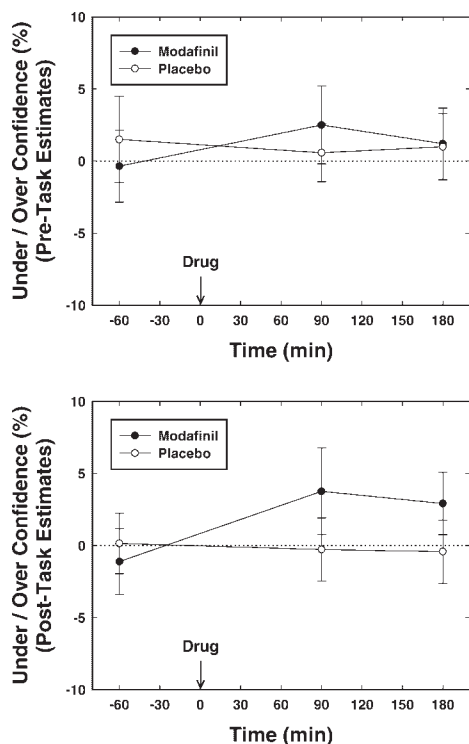 Under / Over Confidence (%)
(Pre-Task Estimates)
10
5
0
-5
-10
Modafinil
Placebo
Drug
-60 -30 0 30 60 90 120 150 180
Time (min)
Under / Over Confidence (%)
(Post-Task Estimates)
10
5
0
-5
-10
Modafinil
Placebo
Drug
-60 -30 0 30 60 90 120 150 180
Time (min)